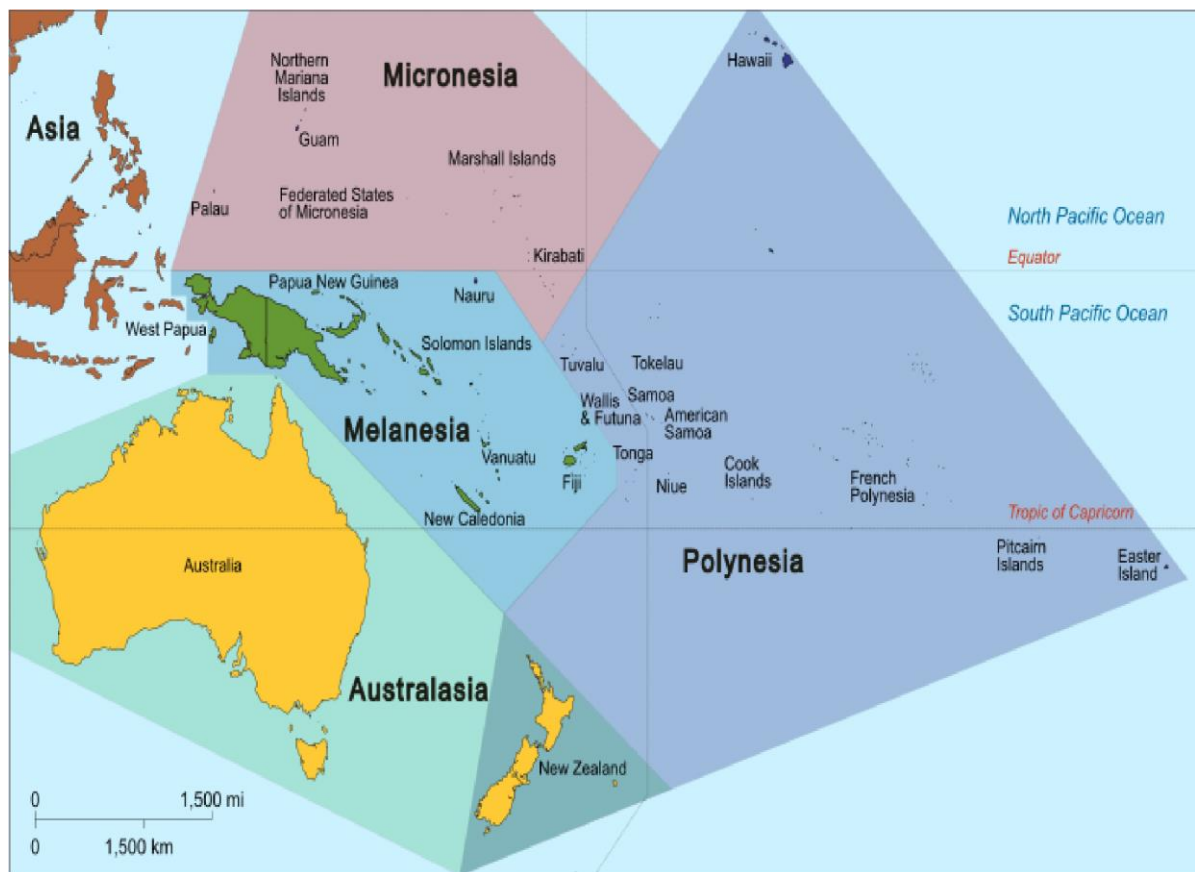 Northern
Mariana
Islands
Micronesia
Hawaii
Asia
Guam
Marshall Islands
Palau
Federated States
of Micronesia
North Pacific Ocean
Kirabati
Equator
Papua New Guinea
Nauru
South Pacific Ocean
West Papua
Solomon Islands
Tuvalu
Tokelau
Wallis
& Futuna
Samoa
American
Samoa
Melanesia
Vanuatu
Fiji
Tonga
Niue
Cook
Islands
French
Polynesia
New Caledonia
Tropic of Capricorn
Australia
Polynesia
Pitcairn
Islands
Easter
Island
Australasia
New Zealand
0 1,500 mi
0 1,500 km